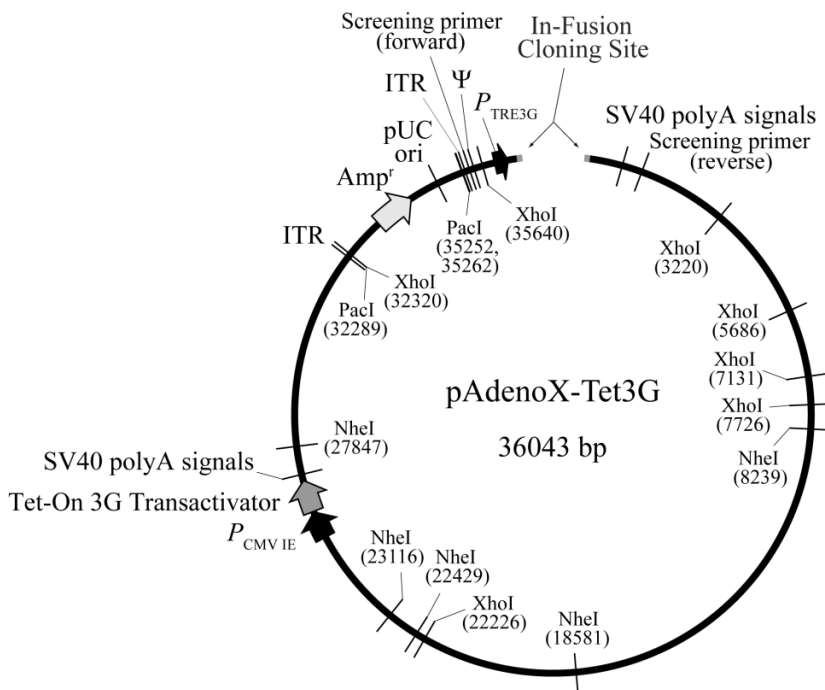 Screening primer
(forward)
In-Fusion
Cloning Site
ITR
Ψ
P TRE3G
SV40 polyA signals
Screening primer
(reverse)
pUC
ori
Ampʳ
PacI
(35252,
35262)
XhoI
(35640)
XhoI
(3220)
ITR
XhoI
(32320)
PacI
(32289)
XhoI
(5686)
XhoI
(7131)
pAdenoX-Tet3G
XhoI
(7726)
36043 bp
NheI
(27847)
NheI
(8239)
SV40 polyA signals
Tet-On 3G Transactivator
P CMV IE
NheI
(23116)
NheI
(22429)
XhoI
(22226)
NheI
(18581)